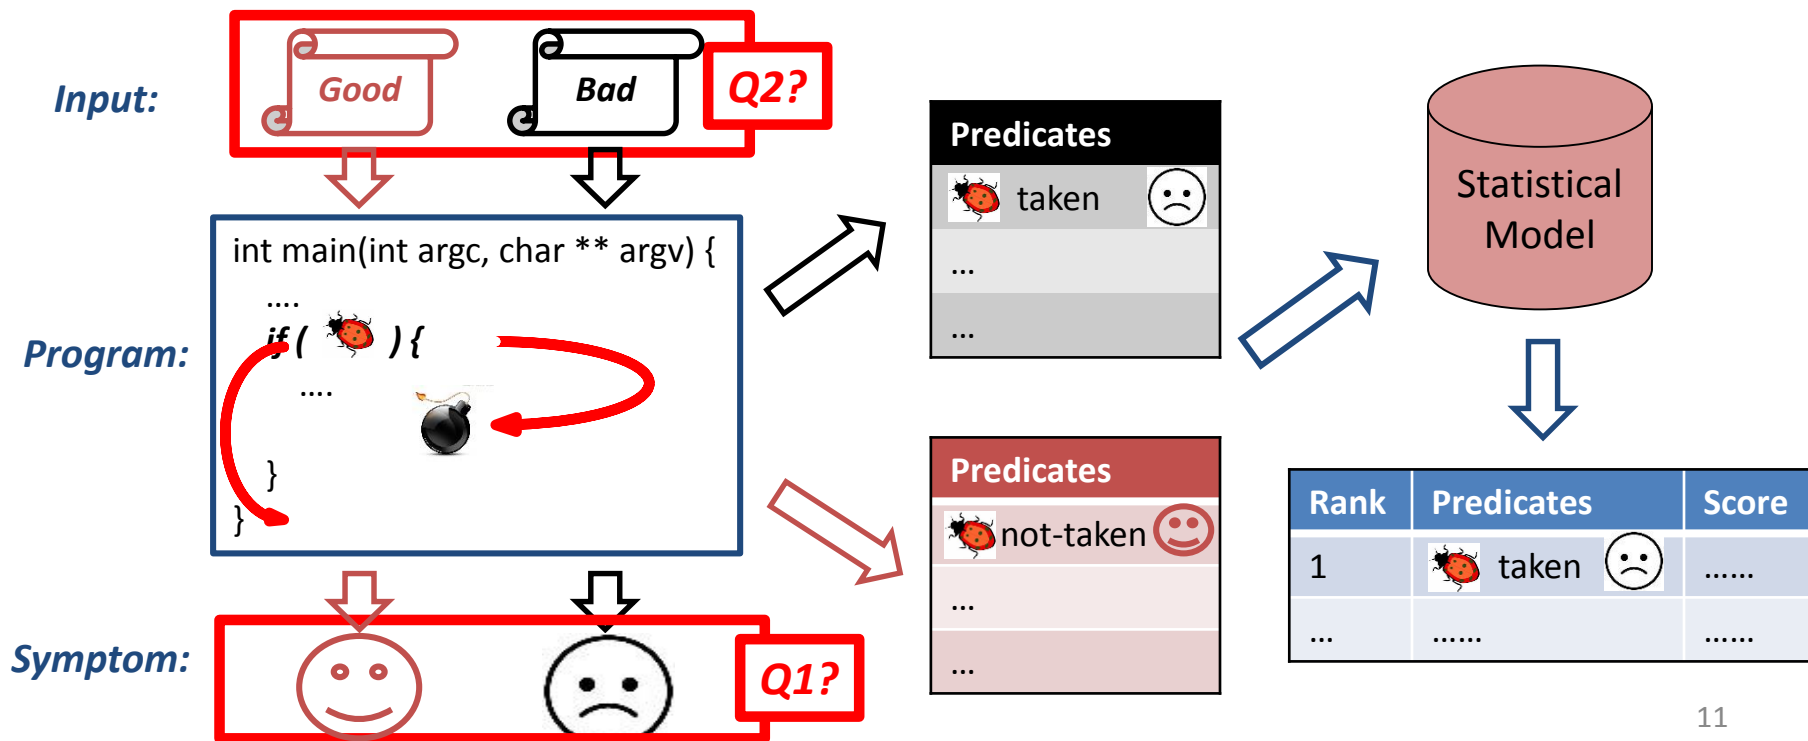 Input:
Good
Bad
Q2?
Program:
int main(int argc, char ** argv) {
....
if ( ) {
....
}
}
Symptom:
Q1?
Predicates
taken
...
...
Predicates
not-taken
...
...
Statistical
Model
Rank Predicates Score
1 taken ......
... ...... ......
11